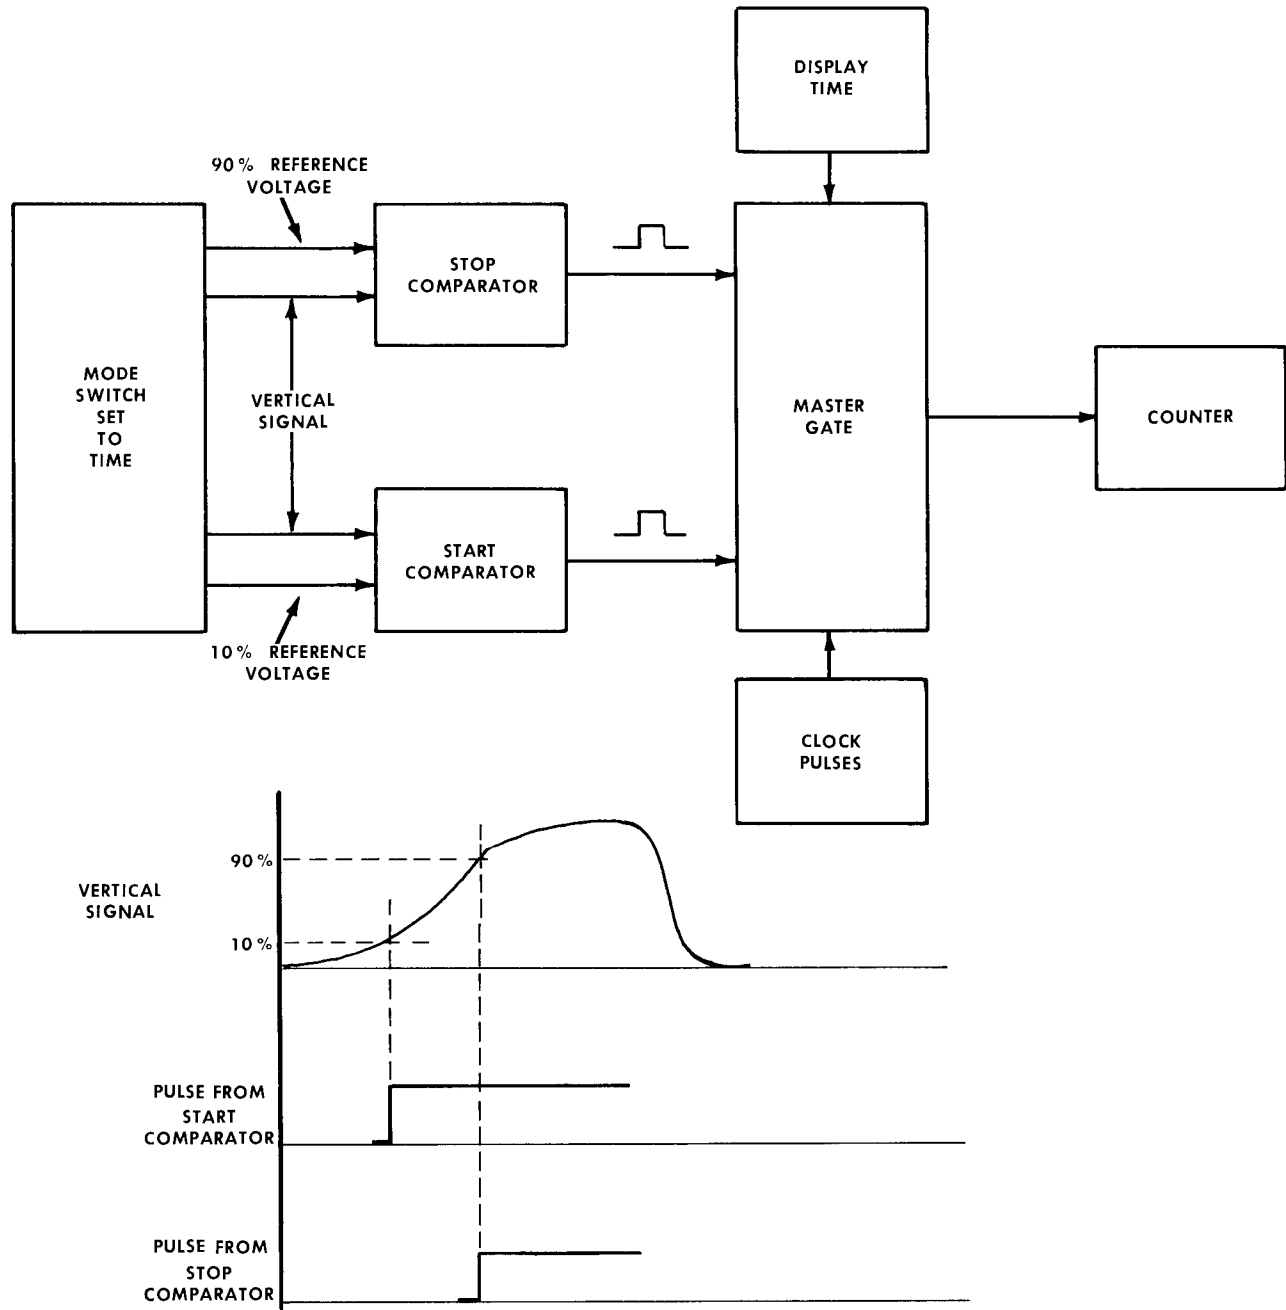 DISPLAY
TIME
90% REFERENCE
VOLTAGE
STOP
COMPARATOR
MODE
SWITCH
SET
TO
TIME
VERTICAL
SIGNAL
MASTER
GATE
COUNTER
START
COMPARATOR
10% REFERENCE
VOLTAGE
CLOCK
PULSES
90%
VERTICAL
SIGNAL
10%
PULSE FROM
START
COMPARATOR
PULSE FROM
STOP
COMPARATOR